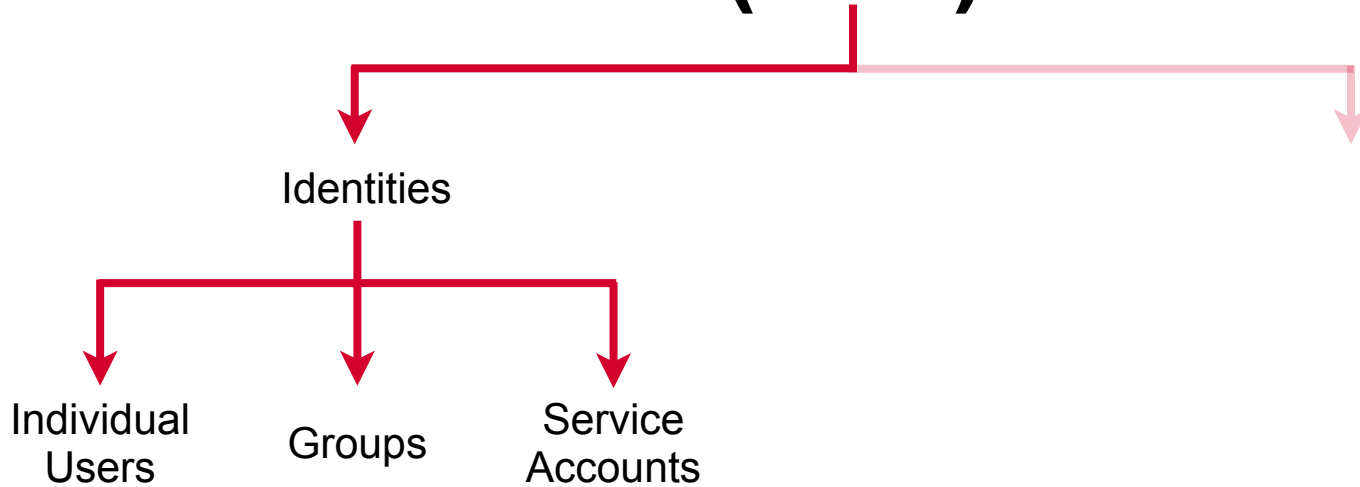 Identities
Individual
Users
Groups
Service
Accounts